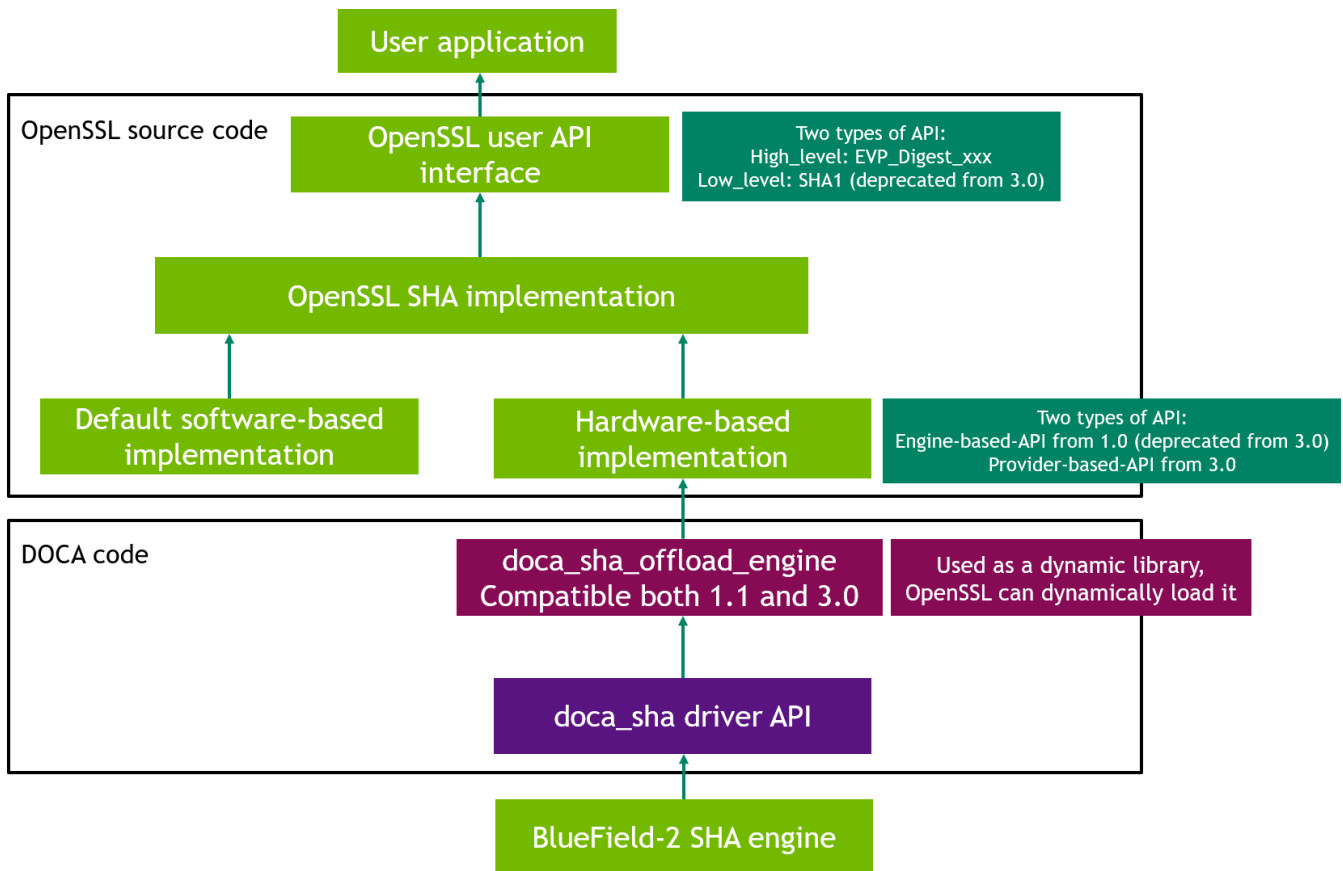 User application
OpenSSL source code
OpenSSL user API
interface
Two types of API:
High_level: EVP_Digest_xxx
Low_level: SHA1 (deprecated from 3.0)
OpenSSL SHA implementation
Default software-based
implementation
Hardware-based
implementation
Two types of API:
Engine-based-API from 1.0 (deprecated from 3.0)
Provider-based-API from 3.0
DOCA code
doca_sha_offload_engine
Compatible both 1.1 and 3.0
Used as a dynamic library,
OpenSSL can dynamically load it
doca_sha driver API
BlueField-2 SHA engine